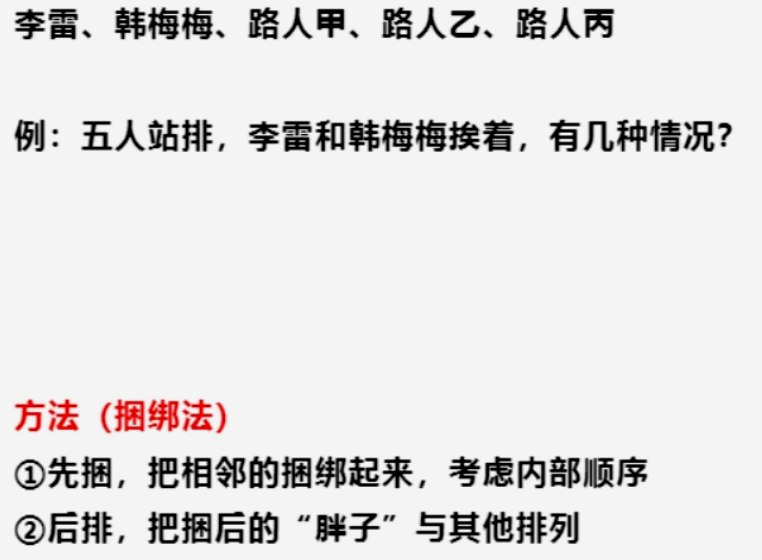 李雷、韩梅梅、路人甲、路人乙、路人丙
例：五人站排，李雷和韩梅梅挨着，有几种情况？
方法（捆绑法）
①先捆，把相邻的捆绑起来，考虑内部顺序
②后排，把捆后的“胖子”与其他排列